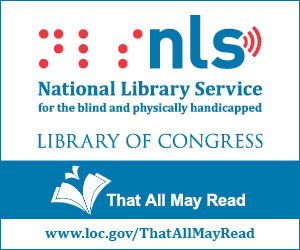 nls
National Library Service
for the blind and physically handicapped
LIBRARY OF CONGRESS
That All May Read
www.loc.gov/ThatAllMayRead